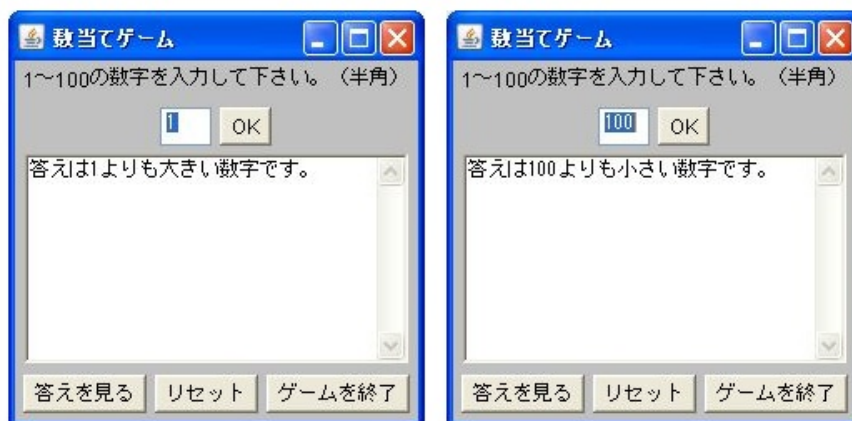 数当てゲーム
1～100の数字を入力して下さい。（半角）
1 OK
答えは1よりも大きい数字です。
答えを見る リセット ゲームを終了
数当てゲーム
1～100の数字を入力して下さい。（半角）
100 OK
答えは100よりも小さい数字です。
答えを見る リセット ゲームを終了